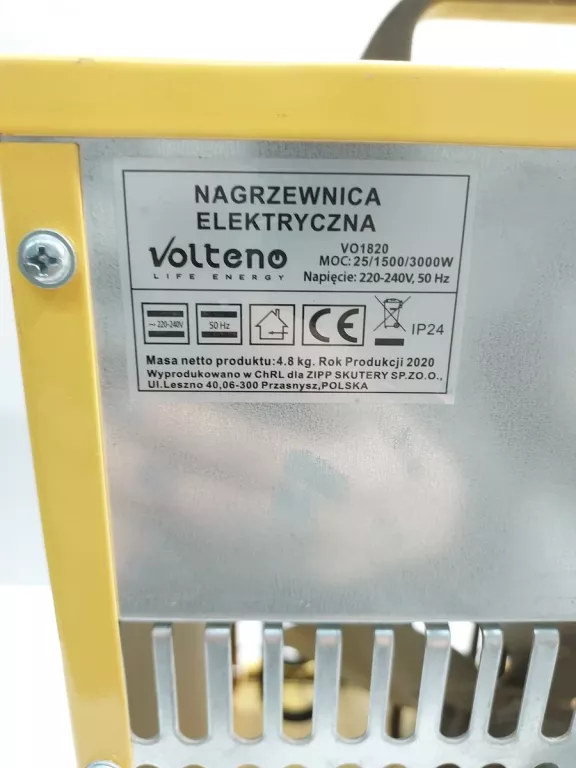 NAGRZEWNICA
ELEKTRYCZNA
Volteno
LIFE ENERGY
VO1820
MOC: 25/1500/3000W
Napięcie: 220-240V, 50 Hz
~ 220-240V
50 Hz
CE
IP24
Masa netto produktu:4.8 kg. Rok Produkcji 2020
Wyprodukowano w ChRL dla ZIPP SKUTERY SP.ZO.O.,
Ul.Leszno 40,06-300 Przasnysz,POLSKA